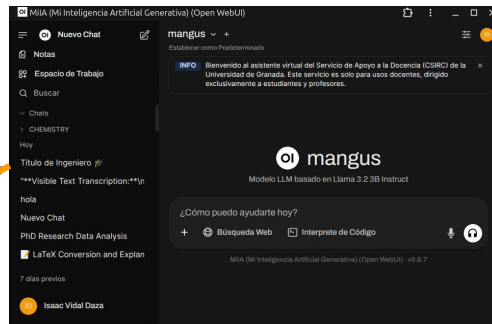 MiIA (Mi Inteligencia Artificial Generativa) (Open WebUI)
Nuevo Chat
Notas
Espacio de Trabajo
Buscar
Chats
CHEMISTRY
Hoy
Título de Ingeniero 🎓
"**Visible Text Transcription:**\n
hola
Nuevo Chat
PhD Research Data Analysis
📝 LaTeX Conversion and Explan
7 días previos
Isaac Vidal Daza
mangus
Establecer como Predeterminado
INFO
Bienvenido al asistente virtual del Servicio de Apoyo a la Docencia (CSIRC) de la
Universidad de Granada. Este servicio es solo para usos docentes, dirigido
exclusivamente a estudiantes y profesores.
OI mangus
Modelo LLM basado en Llama 3.2 3B Instruct
¿Cómo puedo ayudarte hoy?
Búsqueda Web
Interprete de Código
MiIA (Mi Inteligencia Artificial Generativa) (Open WebUI) · v0.6.7